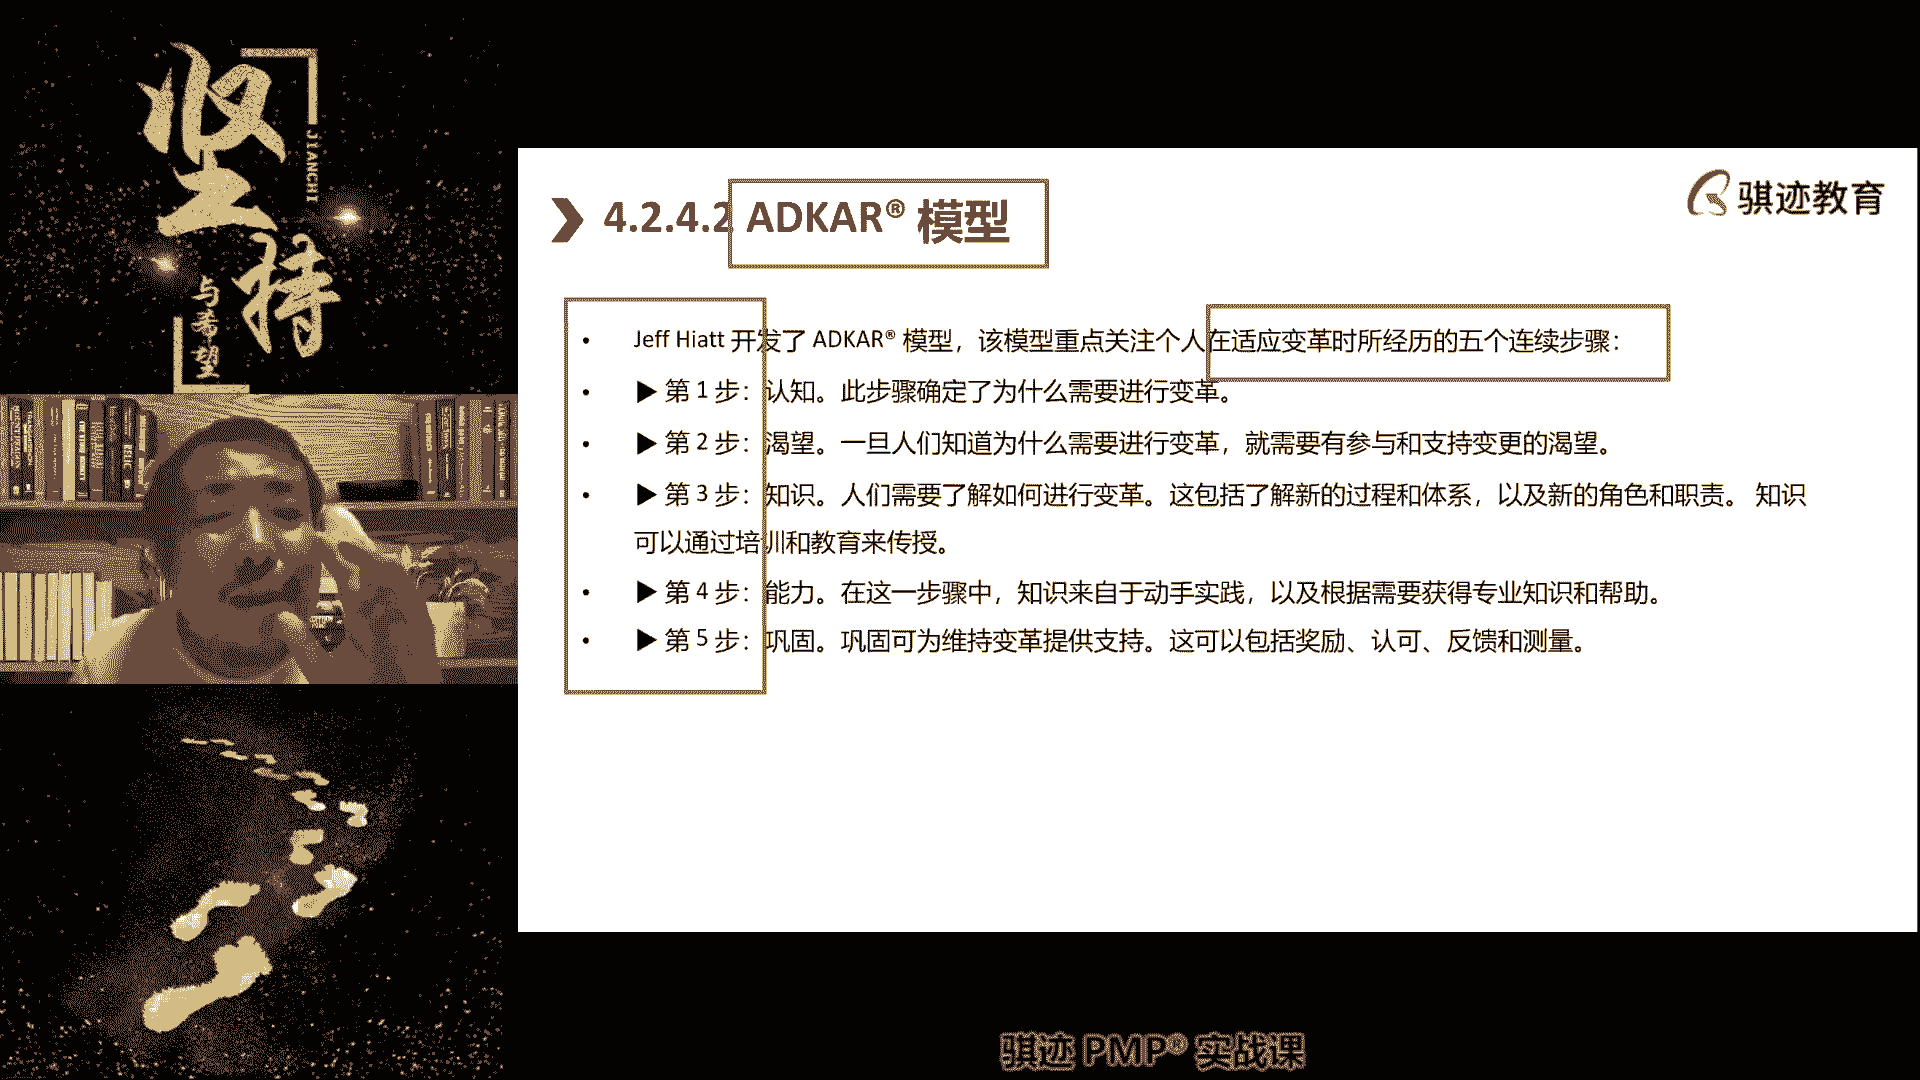 坚持
JIANCHI
与希望
骐迹教育
4.2.4.2 ADKAR® 模型
• Jeff Hiatt 开发了 ADKAR® 模型，该模型重点关注个人在适应变革时所经历的五个连续步骤：
• ▶ 第 1 步：认知。此步骤确定了为什么需要进行变革。
• ▶ 第 2 步：渴望。一旦人们知道为什么需要进行变革，就需要有参与和支持变更的渴望。
• ▶ 第 3 步：知识。人们需要了解如何进行变革。这包括了解新的过程和体系，以及新的角色和职责。 知识
可以通过培训和教育来传授。
• ▶ 第 4 步：能力。在这一步骤中，知识来自于动手实践，以及根据需要获得专业知识和帮助。
• ▶ 第 5 步：巩固。巩固可为维持变革提供支持。这可以包括奖励、认可、反馈和测量。
骐迹 PMP® 实战课